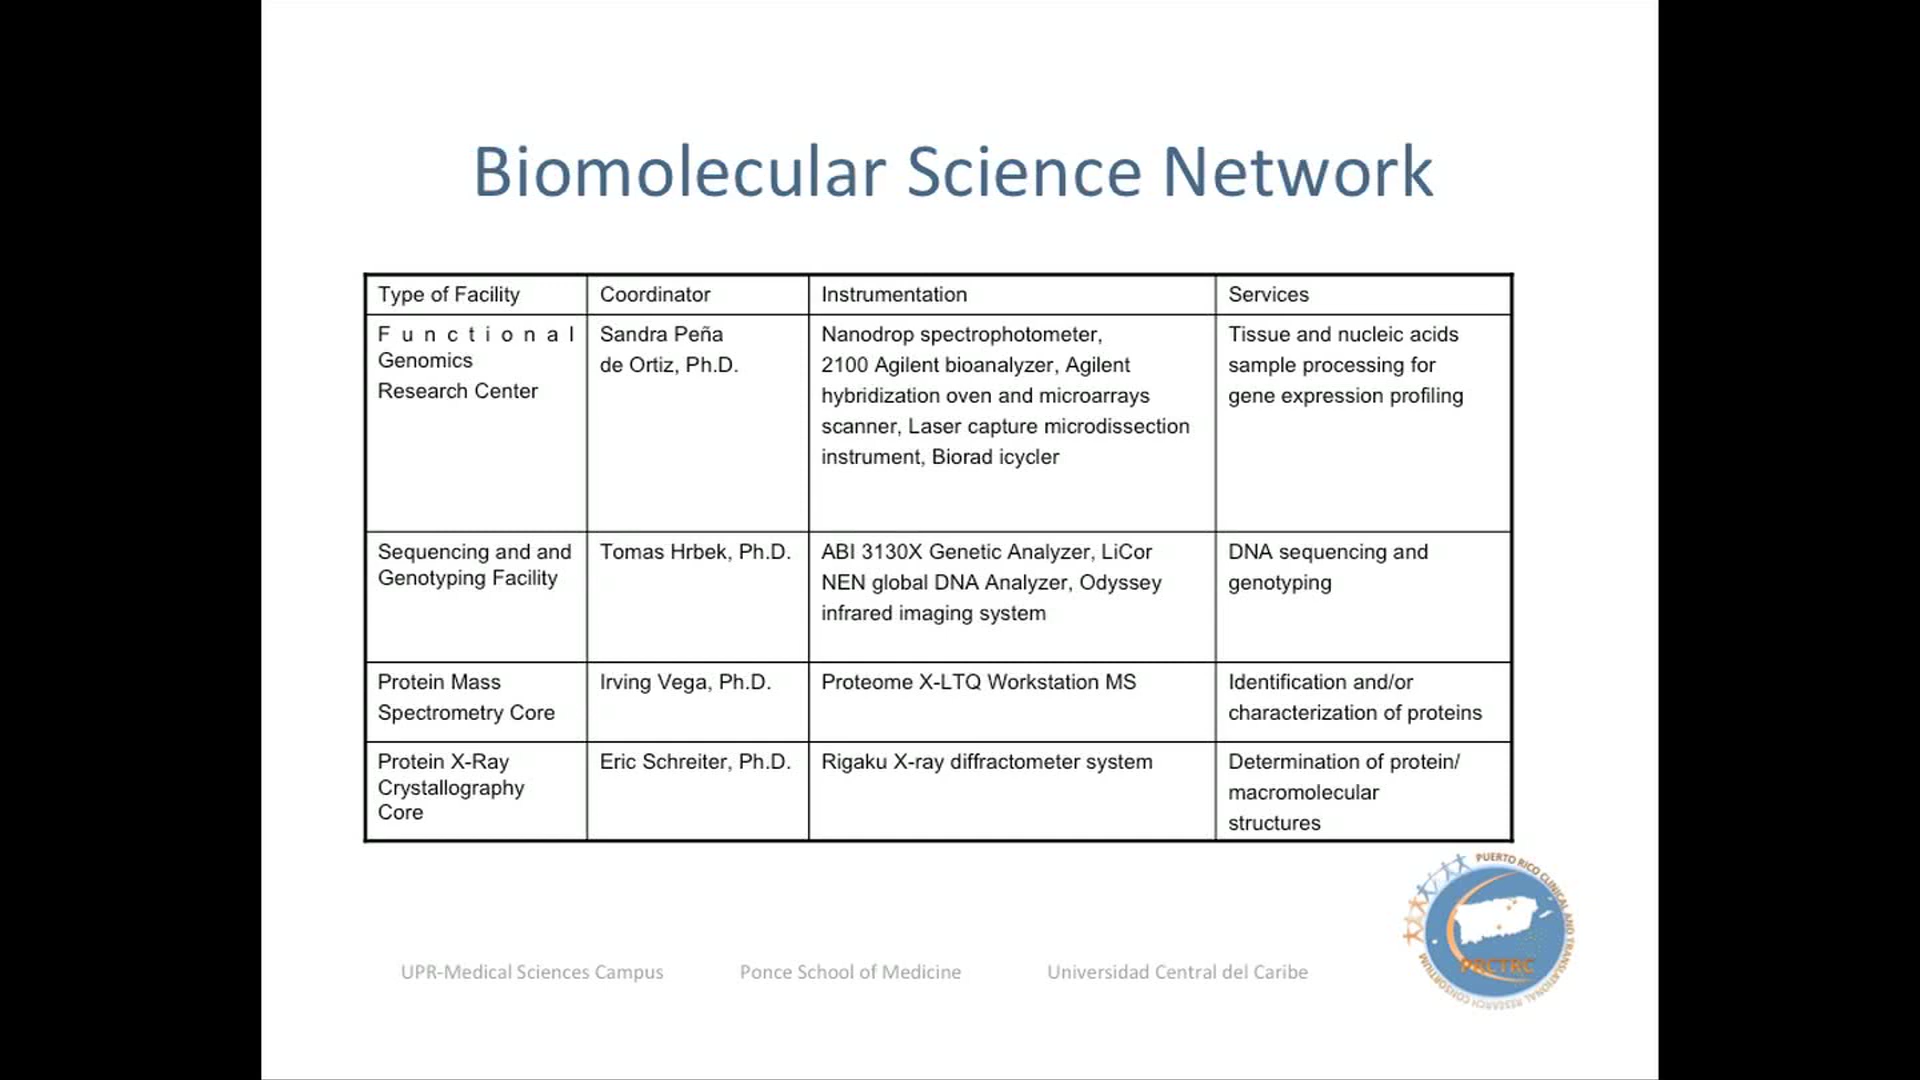 Biomolecular Science Network
Type of Facility
Coordinator
Instrumentation
Services
Functional
Genomics
Research Center
Sandra Peña
de Ortiz, Ph.D.
Nanodrop spectrophotometer,
2100 Agilent bioanalyzer, Agilent
hybridization oven and microarrays
scanner, Laser capture microdissection
instrument, Biorad icycler
Tissue and nucleic acids
sample processing for
gene expression profiling
Sequencing and and
Genotyping Facility
Tomas Hrbek, Ph.D.
ABI 3130X Genetic Analyzer, LiCor
NEN global DNA Analyzer, Odyssey
infrared imaging system
DNA sequencing and
genotyping
Protein Mass
Spectrometry Core
Irving Vega, Ph.D.
Proteome X-LTQ Workstation MS
Identification and/or
characterization of proteins
Protein X-Ray
Crystallography
Core
Eric Schreiter, Ph.D.
Rigaku X-ray diffractometer system
Determination of protein/
macromolecular
structures
PUERTO RICO CLINICAL AND TRANSLATIONAL RESEARCH CONSORTIUM
PRCTRC
UPR-Medical Sciences Campus
Ponce School of Medicine
Universidad Central del Caribe